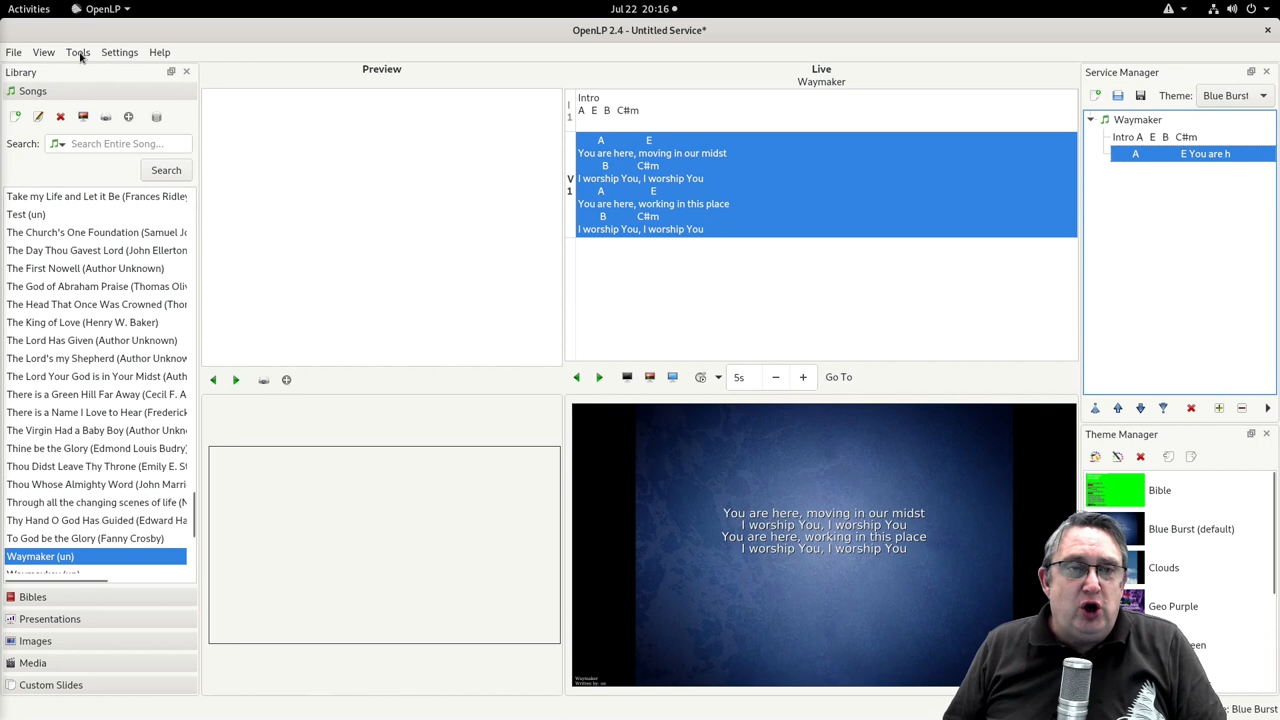 Activities
OpenLP
Jul 22 20:16
OpenLP 2.4 - Untitled Service*
File View Tools Settings Help
Library
Songs
Search:
Search Entire Song...
Search
Take my Life and Let it Be (Frances Ridley
Test (un)
The Church's One Foundation (Samuel Jo
The Day Thou Gavest Lord (John Ellerton
The First Nowell (Author Unknown)
The God of Abraham Praise (Thomas Oliv
The Head That Once Was Crowned (Thor
The King of Love (Henry W. Baker)
The Lord Has Given (Author Unknown)
The Lord's my Shepherd (Author Unknow
The Lord Your God is in Your Midst (Auth
There is a Green Hill Far Away (Cecil F. A
There is a Name I Love to Hear (Frederick
The Virgin Had a Baby Boy (Author Unkno
Thine be the Glory (Edmond Louis Budry)
Thou Didst Leave Thy Throne (Emily E. St
Thou Whose Almighty Word (John Marri
Through all the changing scenes of life (N
Thy Hand O God Has Guided (Edward Ha
To God be the Glory (Fanny Crosby)
Waymaker (un)
Bibles
Presentations
Images
Media
Custom Slides
Preview
Live
Waymaker
I
1
Intro
A E B C#m
V
1
A E
You are here, moving in our midst
B C#m
I worship You, I worship You
A E
You are here, working in this place
B C#m
I worship You, I worship You
5s
Go To
You are here, moving in our midst
I worship You, I worship You
You are here, working in this place
I worship You, I worship You
Waymaker
Written by: un
Service Manager
Theme:
Blue Burst
Waymaker
Intro A E B C#m
A E You are h
Theme Manager
Bible
Blue Burst (default)
Clouds
Geo Purple
een
e: Blue Burst